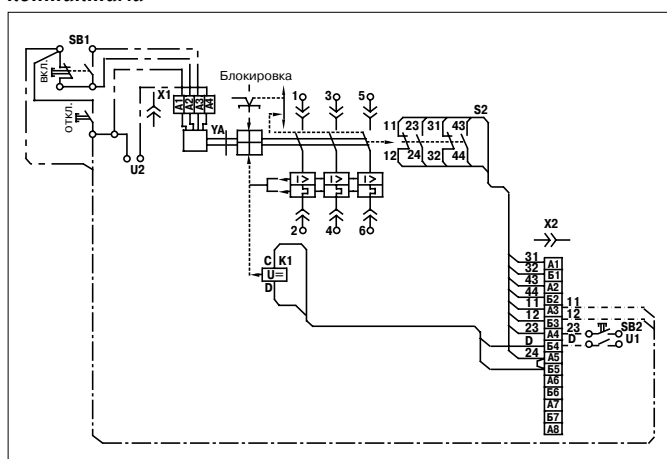 SB1
ВКЛ.
ОТКЛ.
X1
A1 A2 A3 A4
YA
U2
Блокировка
1 3 5
I> I> I>
2 4 6
S2
11 23 31 43
12 24 32 44
C K1
U=
D
X2
31 A1
32 Б1
43 A2
44 Б2
11 A3 11
12 Б3 12
23 A4 23 SB2
D Б4 D U1
24 A5
Б5
A6
Б6
A7
Б7
A8